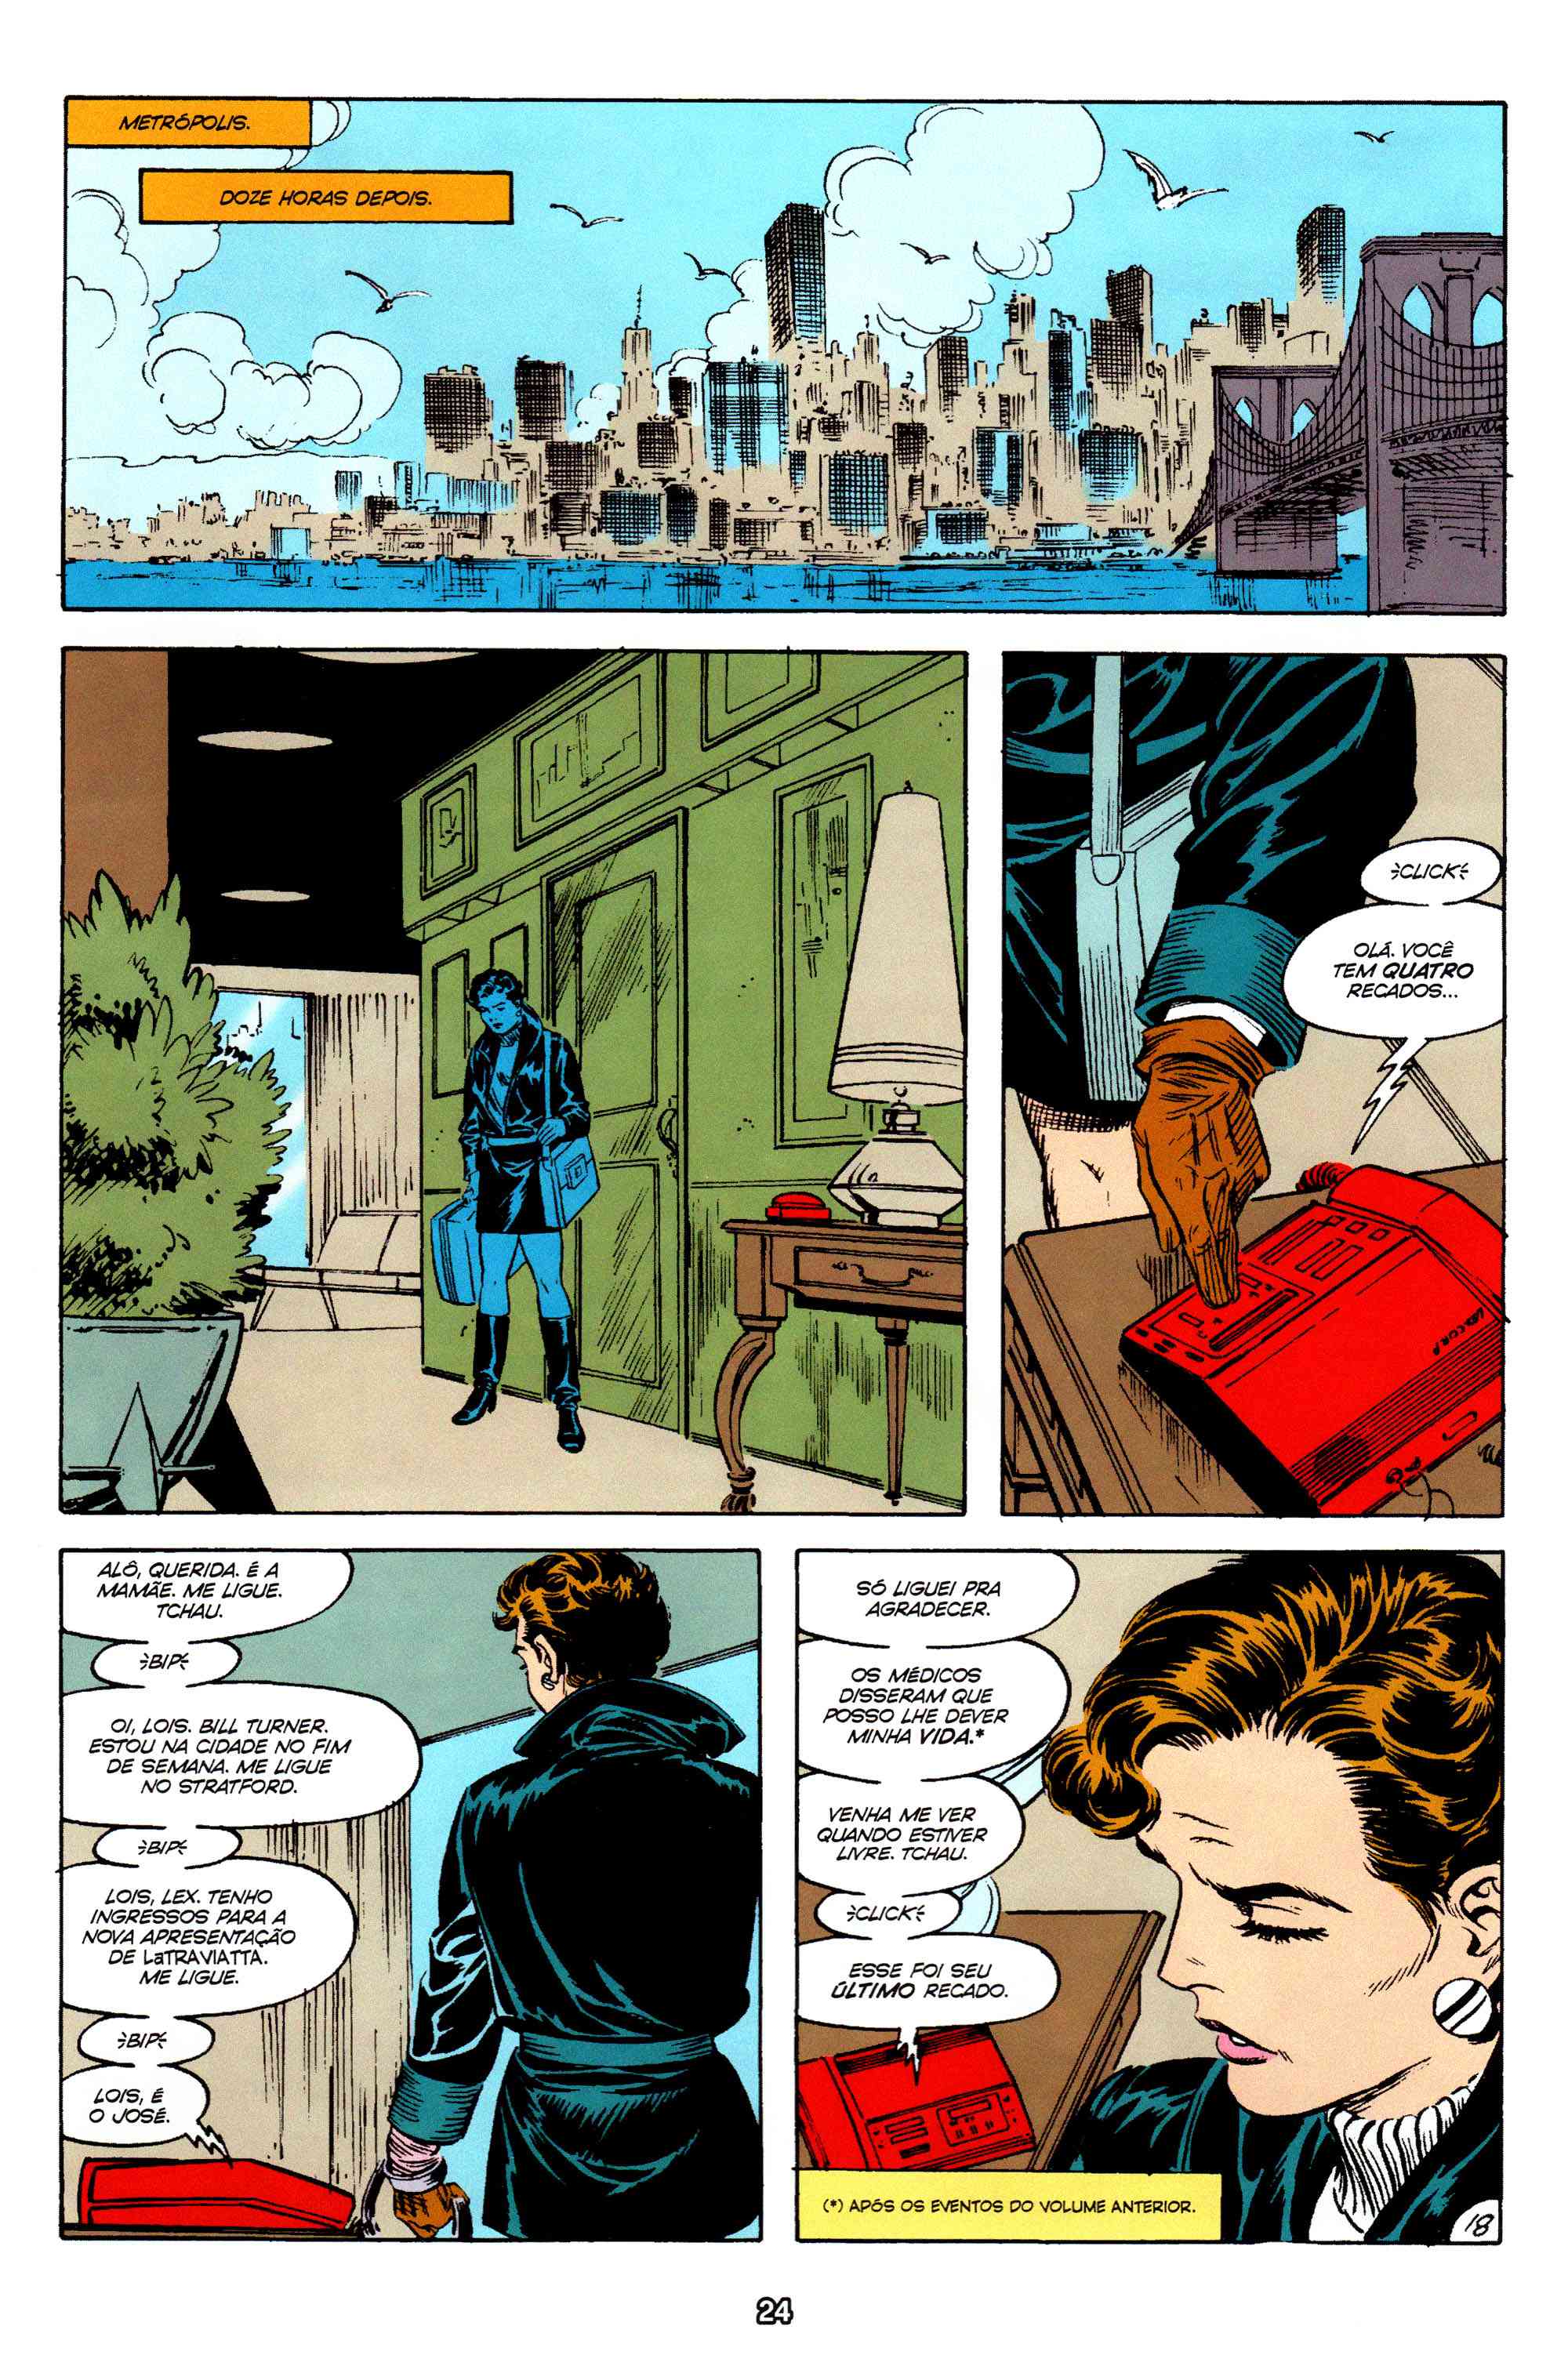 METRÓPOLIS.
DOZE HORAS DEPOIS.
CLICK
OLÁ. VOCÊ
TEM QUATRO
RECADOS...
LEXCORP
ALÔ, QUERIDA. É A
MAMÃE. ME LIGUE.
TCHAU.
BIP
OI, LOIS. BILL TURNER.
ESTOU NA CIDADE NO FIM
DE SEMANA. ME LIGUE
NO STRATFORD.
BIP
LOIS, LEX. TENHO
INGRESSOS PARA A
NOVA APRESENTAÇÃO
DE LaTRAVIATTA.
ME LIGUE.
BIP
LOIS, É
O JOSÉ.
SÓ LIGUEI PRA
AGRADECER.
OS MÉDICOS
DISSERAM QUE
POSSO LHE DEVER
MINHA VIDA.*
VENHA ME VER
QUANDO ESTIVER
LIVRE. TCHAU.
CLICK
ESSE FOI SEU
ÚLTIMO RECADO.
(*) APÓS OS EVENTOS DO VOLUME ANTERIOR.
18
24